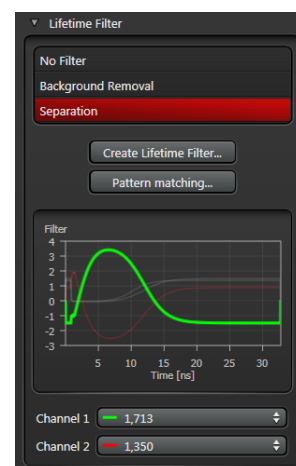 Lifetime Filter
No Filter
Background Removal
Separation
Create Lifetime Filter...
Pattern matching...
Filter
4
3
2
1
0
-1
-2
-3
5 10 15 20 25 30
Time [ns]
Channel 1 1,713
Channel 2 1,350